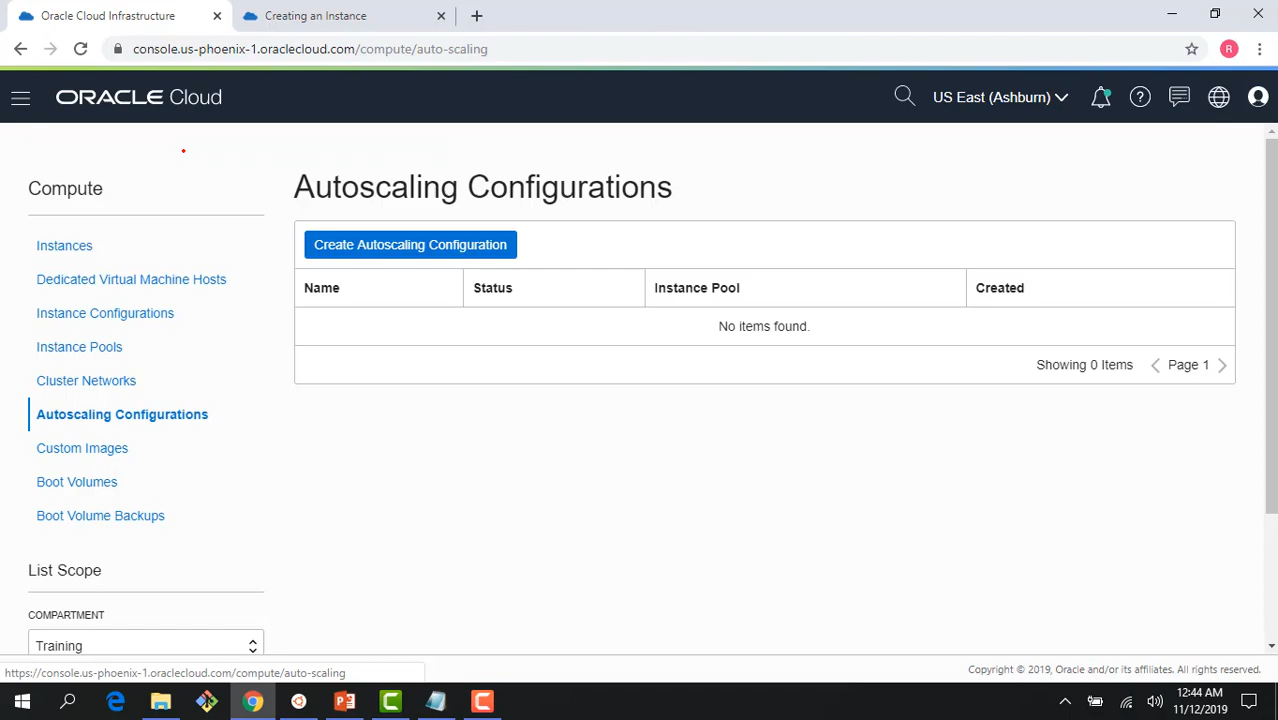 Oracle Cloud Infrastructure
Creating an Instance
console.us-phoenix-1.oraclecloud.com/compute/auto-scaling
R
ORACLE Cloud
US East (Ashburn)
Compute
Instances
Dedicated Virtual Machine Hosts
Instance Configurations
Instance Pools
Cluster Networks
Autoscaling Configurations
Custom Images
Boot Volumes
Boot Volume Backups
List Scope
COMPARTMENT
Training
Autoscaling Configurations
Create Autoscaling Configuration
Name Status Instance Pool Created
No items found.
Showing 0 Items Page 1
https://console.us-phoenix-1.oraclecloud.com/compute/auto-scaling
Copyright © 2019, Oracle and/or its affiliates. All rights reserved.
12:44 AM
11/12/2019